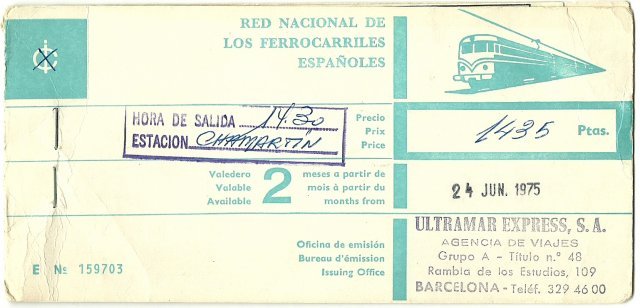 RED NACIONAL DE
LOS FERROCARRILES
ESPAÑOLES
HORA DE SALIDA 14.30
ESTACION CHAMARTÍN
Precio
Prix
Price
1435 Ptas.
Valedero
Valable
Available
2
meses a partir de
mois à partir du
months from
24 JUN. 1975
Oficina de emisión
Bureau d'émission
Issuing Office
ULTRAMAR EXPRESS, S. A.
AGENCIA DE VIAJES
Grupo A - Título n.º 48
Rambla de los Estudios, 109
BARCELONA - Teléf. 329 46 00
E Nº 159703